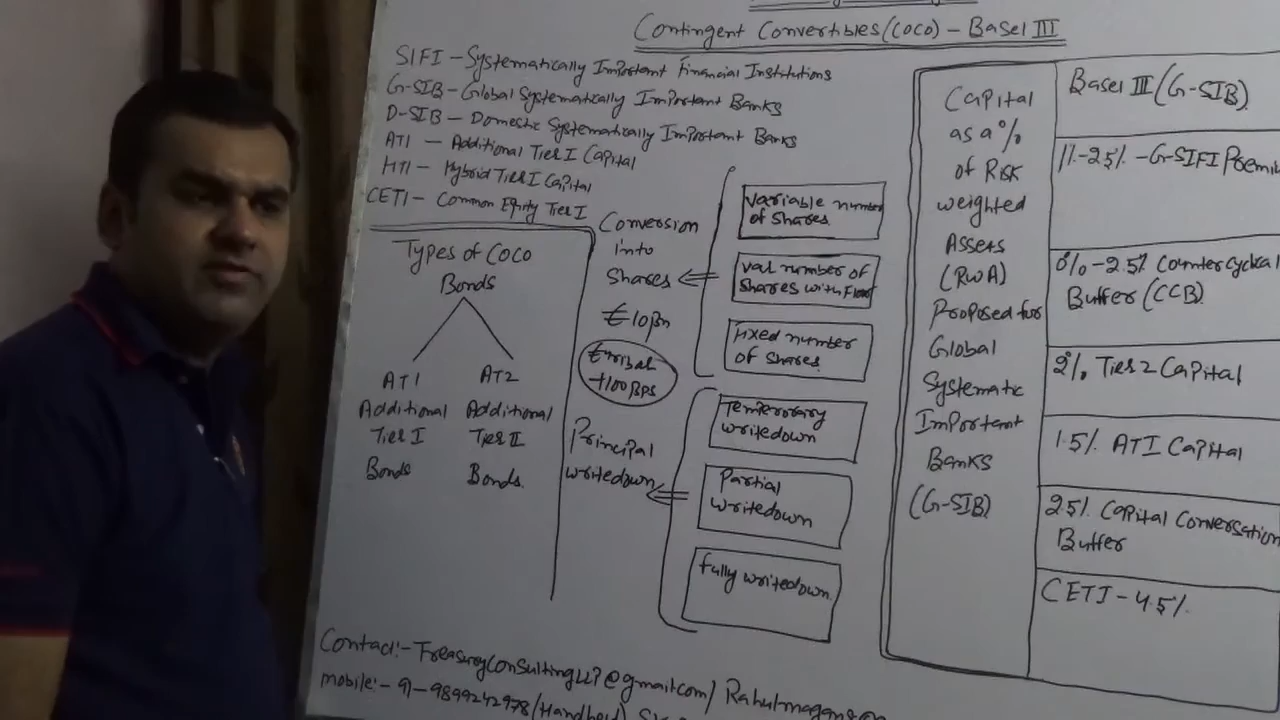 Contingent Convertibles (COCO) - Basel III
SIFI - Systematically Important Financial Institutions
G-SIB - Global Systematically Important Banks
D-SIB - Domestic Systematically Important Banks
AT1 - Additional Tier I Capital
HT1 - Hybrid Tier I Capital
CET1 - Common Equity Tier I
Types of COCO
Bonds
AT1
Additional
Tier I
Bonds
AT2
Additional
Tier II
Bonds
Conversion
into
Shares
€10Bn
+100BPS
Principal
writedown
variable number
of Shares
val number of
Shares with Floor
fixed number
of Shares
Temporary
writedown
Partial
writedown
fully writedown
Capital
as a %
of Risk
weighted
Assets
(RWA)
Proposed for
Global
Systematic
Important
Banks
(G-SIB)
Basel III (G-SIB)
1%-2.5% -G-SIFI Premiu
0%-2.5% Countercyclical
Buffer (CCB)
2% Tier 2 Capital
1.5% AT1 Capital
2.5% Capital Conversation
Buffer
CET1 - 4.5%
Contact:- TreasuryConsultingLLP@gmail.com/
mobile:- 91-9899242978/(Handheld)